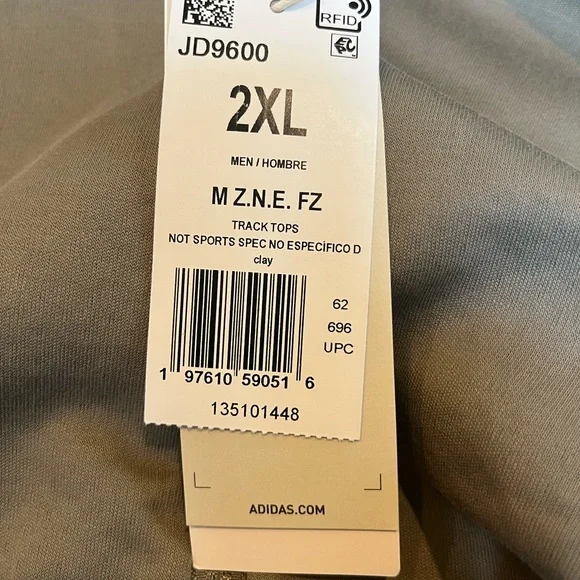 RFID
JD9600
2XL
MEN / HOMBRE
M Z.N.E. FZ
TRACK TOPS
NOT SPORTS SPEC NO ESPECÍFICO D
clay
62
696
UPC
1 97610 59051 6
135101448
ADIDAS.COM